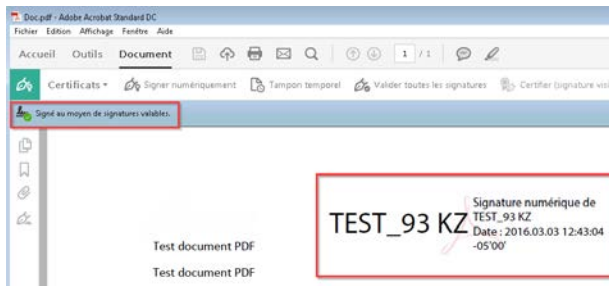 Doc.pdf - Adobe Acrobat Standard DC
Fichier Edition Affichage Fenêtre Aide
Accueil Outils Document 1 / 1
Certificats Signer numériquement Tampon temporel Valider toutes les signatures Certifier (signature visi
Signé au moyen de signatures valables.
TEST_93 KZ
Signature numérique de
TEST_93 KZ
Date : 2016.03.03 12:43:04
-05'00'
Test document PDF
Test document PDF